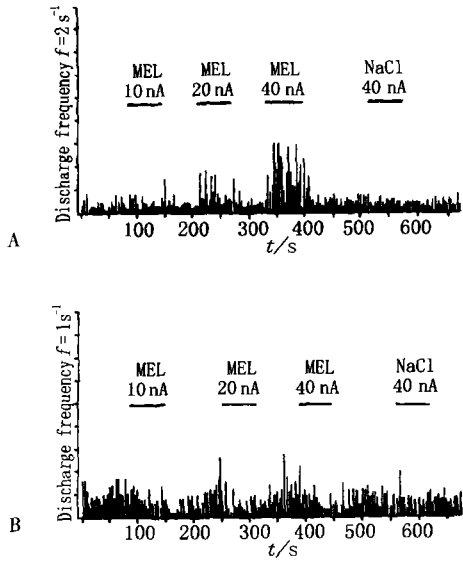 Discharge frequency f=2 s⁻¹
MEL MEL MEL NaCl
10 nA 20 nA 40 nA 40 nA
100 200 300 400 500 600
t/s
A
Discharge frequency f=1s⁻¹
MEL MEL MEL NaCl
10 nA 20 nA 40 nA 40 nA
100 200 300 400 500 600
t/s
B